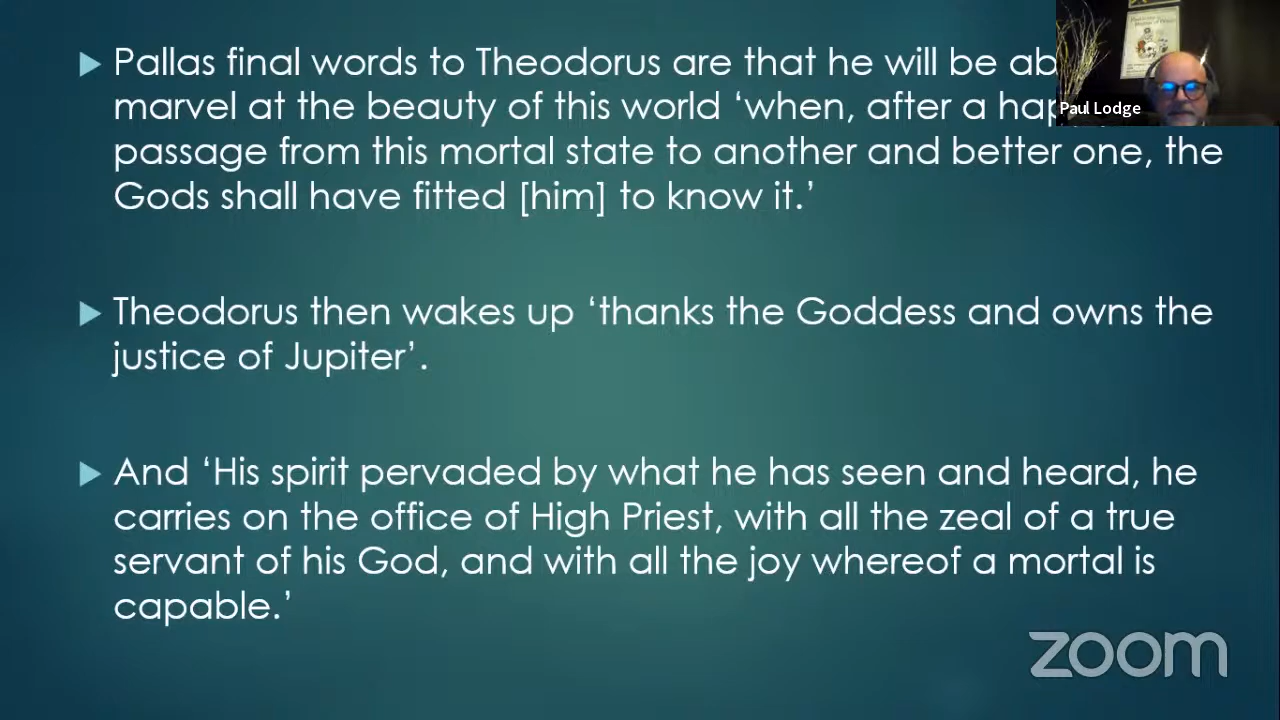 Pallas final words to Theodorus are that he will be ab
marvel at the beauty of this world ‘when, after a hap
passage from this mortal state to another and better one, the
Gods shall have fitted [him] to know it.’
Theodorus then wakes up ‘thanks the Goddess and owns the
justice of Jupiter’.
And ‘His spirit pervaded by what he has seen and heard, he
carries on the office of High Priest, with all the zeal of a true
servant of his God, and with all the joy whereof a mortal is
capable.’
Paul Lodge
zoom